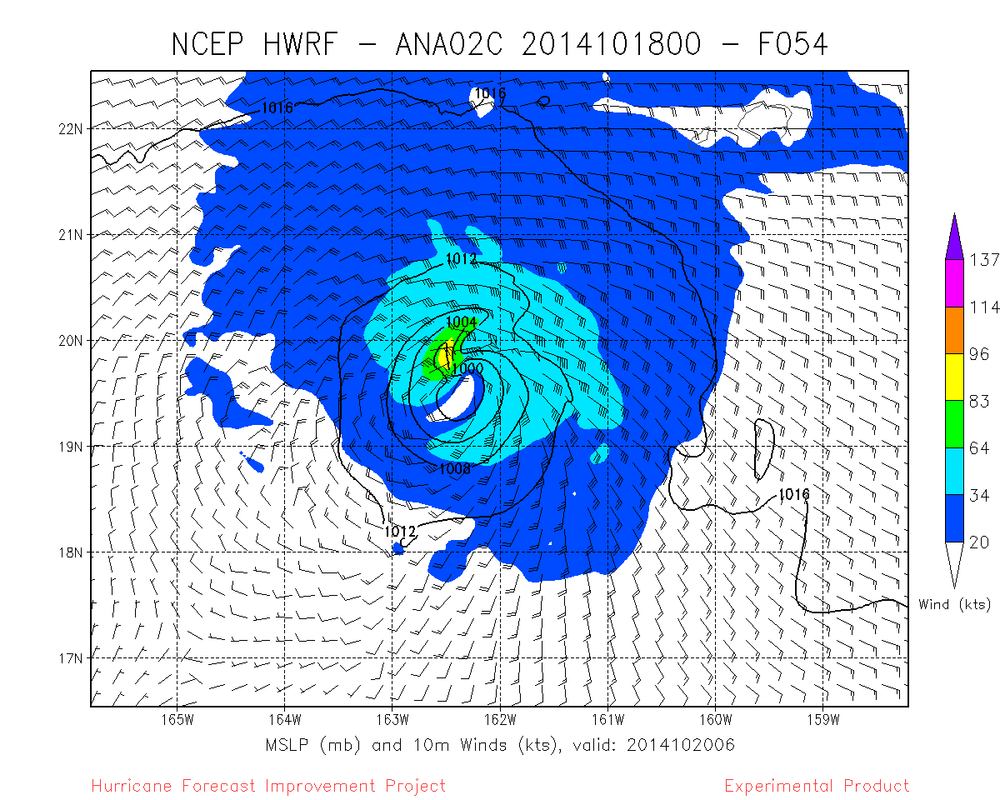 NCEP HWRF - ANA02C 2014101800 - F054
1016
1016
22N
21N
1012
137
114
1004
20N
96
1000
83
64
19N
1008
1016
34
1012
18N
20
Wind (kts)
17N
165W 164W 163W 162W 161W 160W 159W
MSLP (mb) and 10m Winds (kts), valid: 2014102006
Hurricane Forecast Improvement Project Experimental Product